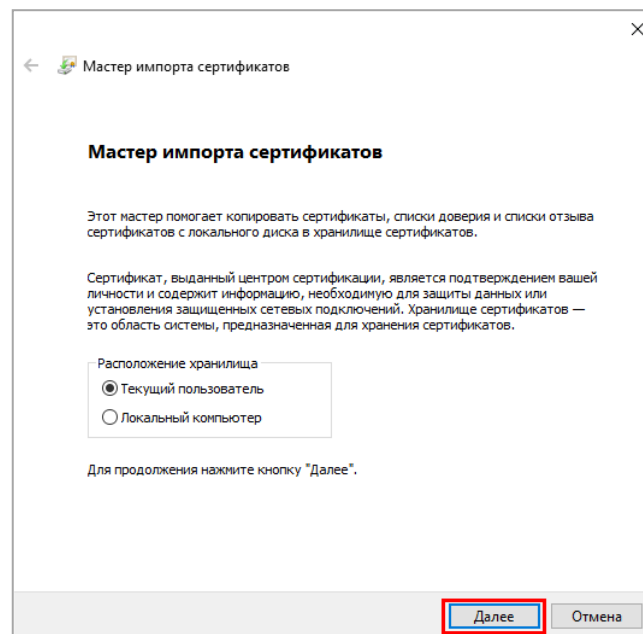 Мастер импорта сертификатов
Мастер импорта сертификатов
Этот мастер помогает копировать сертификаты, списки доверия и списки отзыва
сертификатов с локального диска в хранилище сертификатов.
Сертификат, выданный центром сертификации, является подтверждением вашей
личности и содержит информацию, необходимую для защиты данных или
установления защищенных сетевых подключений. Хранилище сертификатов —
это область системы, предназначенная для хранения сертификатов.
Расположение хранилища
Текущий пользователь
Локальный компьютер
Для продолжения нажмите кнопку "Далее".
Далее
Отмена